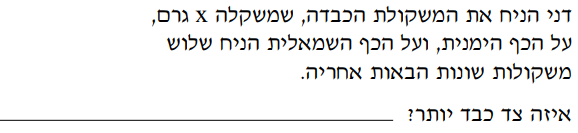 דני הניח את המשקולת הכבדה, שמשקלה x גרם,
על הכף הימנית, ועל הכף השמאלית הניח שלוש
משקולות שונות הבאות אחריה.
איזה צד כבד יותר?